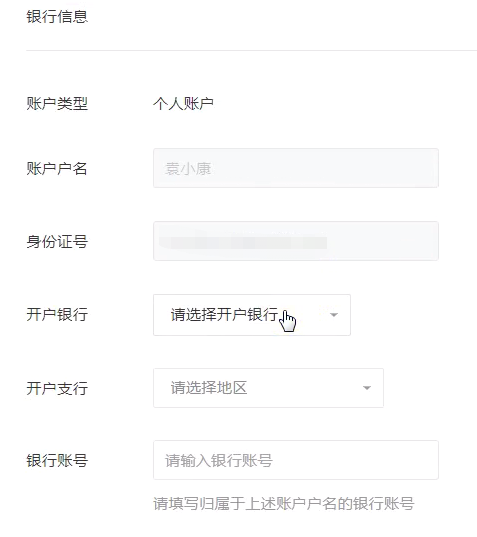 银行信息
账户类型 个人账户
账户户名 袁小康
身份证号
开户银行 请选择开户银行
开户支行 请选择地区
银行账号 请输入银行账号
请填写归属于上述账户户名的银行账号